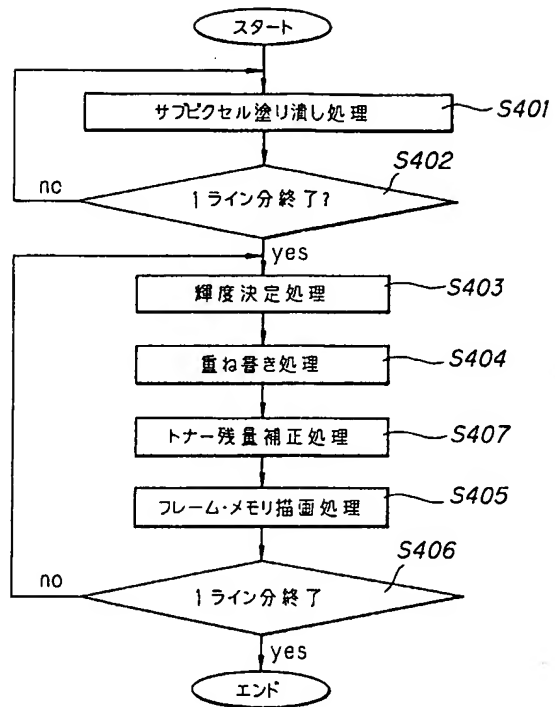 スタート
サブピクセル塗り潰し処理
S401
S402
nc
1ライン分終了?
yes
輝度決定処理
S403
重ね書き処理
S404
トナー残量補正処理
S407
フレーム・メモリ描画処理
S405
S406
no
1ライン分終了
yes
エンド